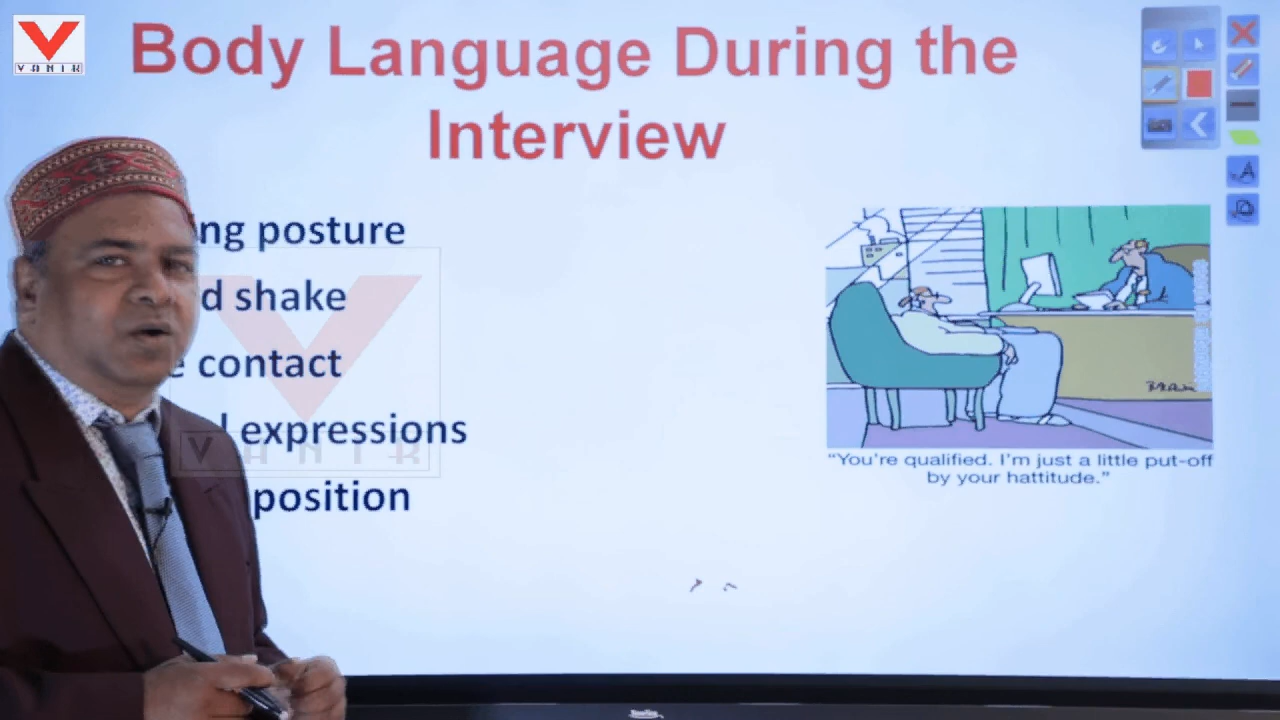 VANIK
Body Language During the
Interview
ng posture
d shake
e contact
l expressions
position
VANIK
"You're qualified. I'm just a little put-off
by your hattitude."